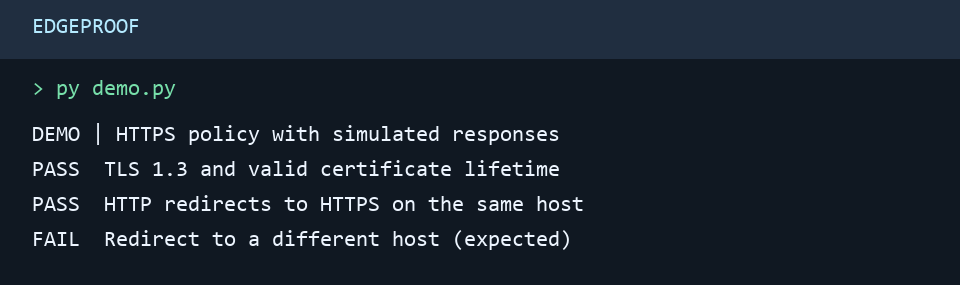 EDGEPROOF
> py demo.py
DEMO | HTTPS policy with simulated responses
PASS  TLS 1.3 and valid certificate lifetime
PASS  HTTP redirects to HTTPS on the same host
FAIL  Redirect to a different host (expected)